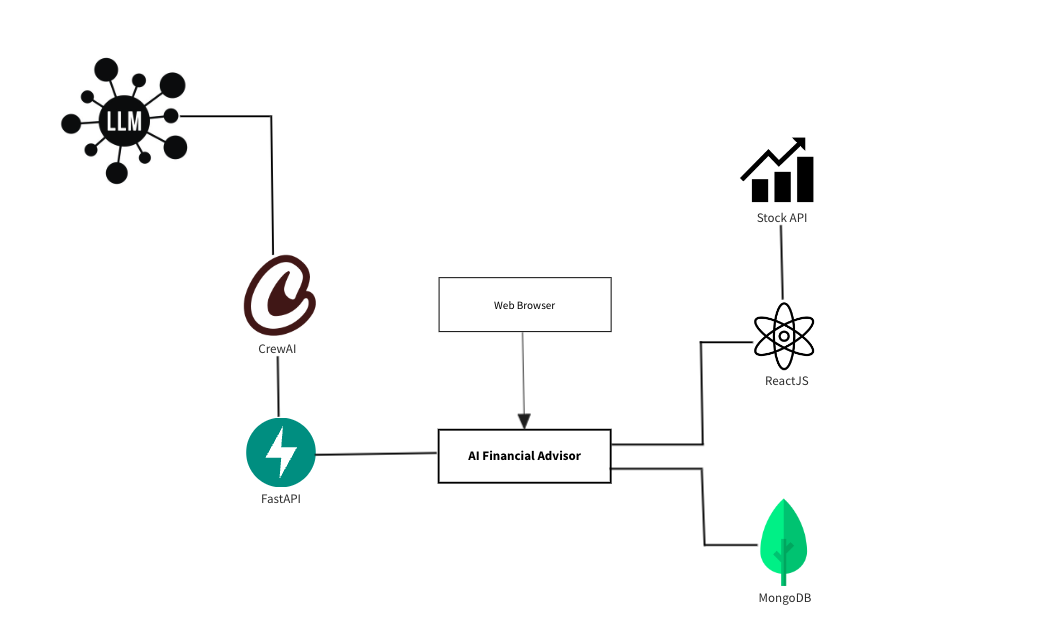 LLM
Stock API
Web Browser
CrewAI
ReactJS
AI Financial Advisor
FastAPI
MongoDB